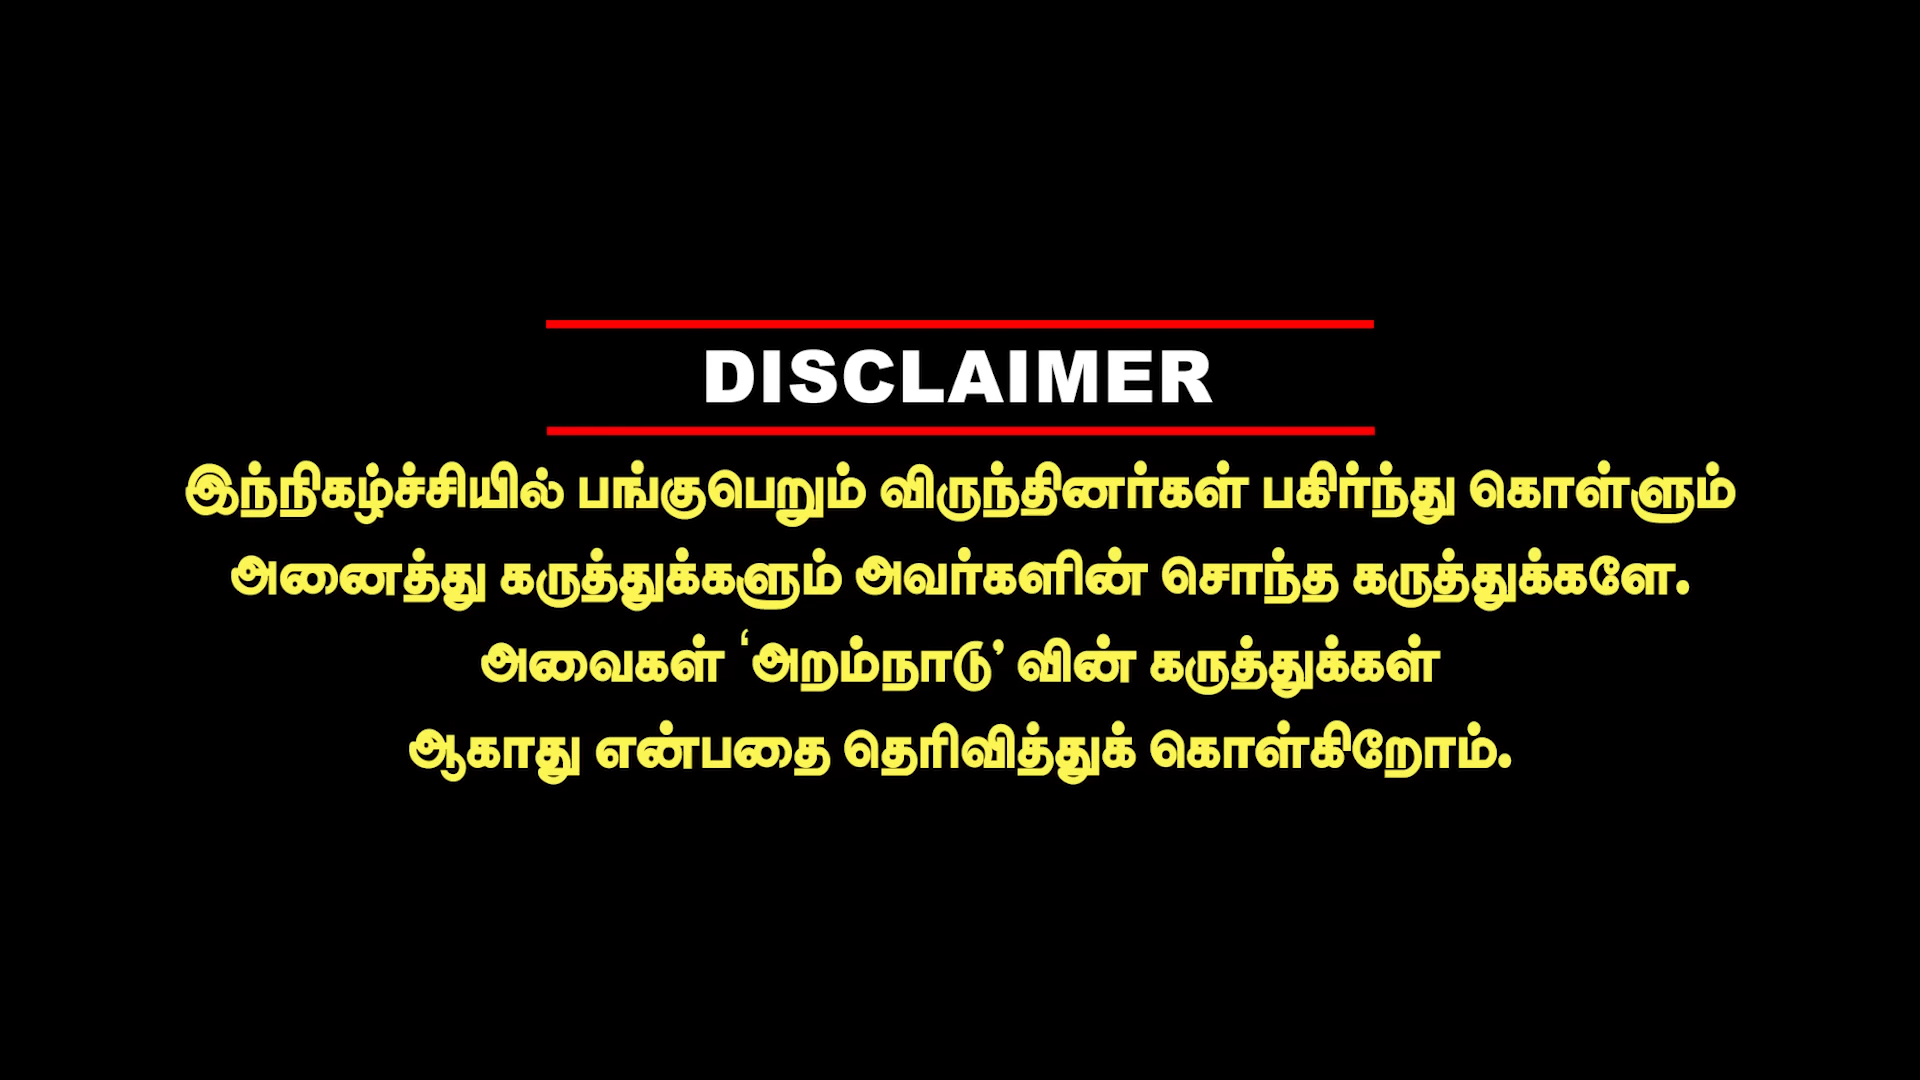 DISCLAIMER
இந்நிகழ்ச்சியில் பங்குபெறும் விருந்தினர்கள் பகிர்ந்து கொள்ளும்
அனைத்து கருத்துக்களும் அவர்களின் சொந்த கருத்துக்களே.
அவைகள் ‘அறம்நாடு’ வின் கருத்துக்கள்
ஆகாது என்பதை தெரிவித்துக் கொள்கிறோம்.